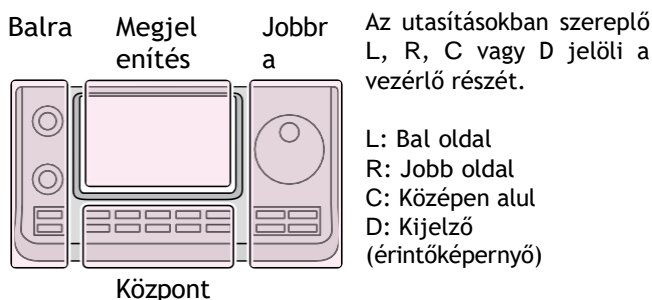 Balra
Megjel
enítés
Jobbr
a
Központ
Az utasításokban szereplő
L, R, C vagy D jelöli a
vezérlő részét.
L: Bal oldal
R: Jobb oldal
C: Középen alul
D: Kijelző
(érintőképernyő)